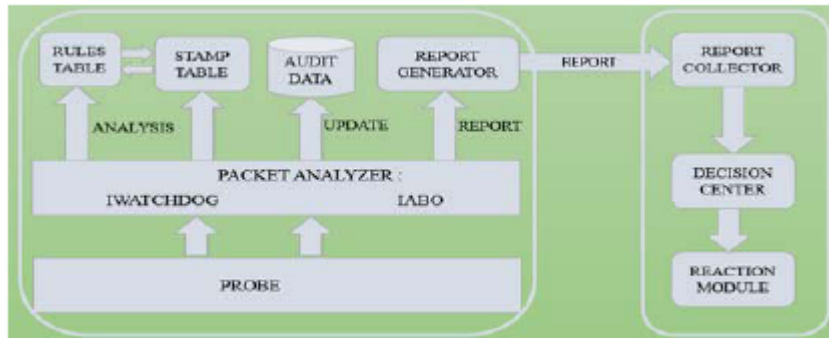 RULES
TABLE
STAMP
TABLE
AUDIT
DATA
REPORT
GENERATOR
REPORT
REPORT
COLLECTOR
ANALYSIS
UPDATE
REPORT
PACKET ANALYZER :
IWATCHDOG
IABO
DECISION
CENTER
PROBE
REACTION
MODULE